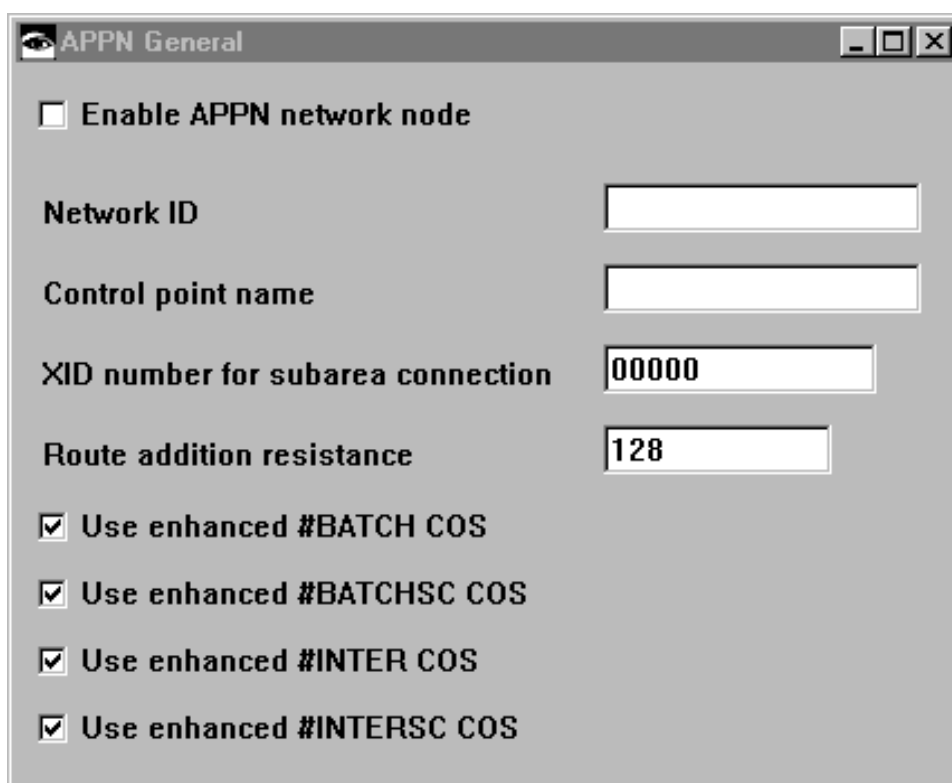 APPN General
Enable APPN network node
Network ID
Control point name
XID number for subarea connection 00000
Route addition resistance 128
Use enhanced #BATCH COS
Use enhanced #BATCHSC COS
Use enhanced #INTER COS
Use enhanced #INTERSC COS